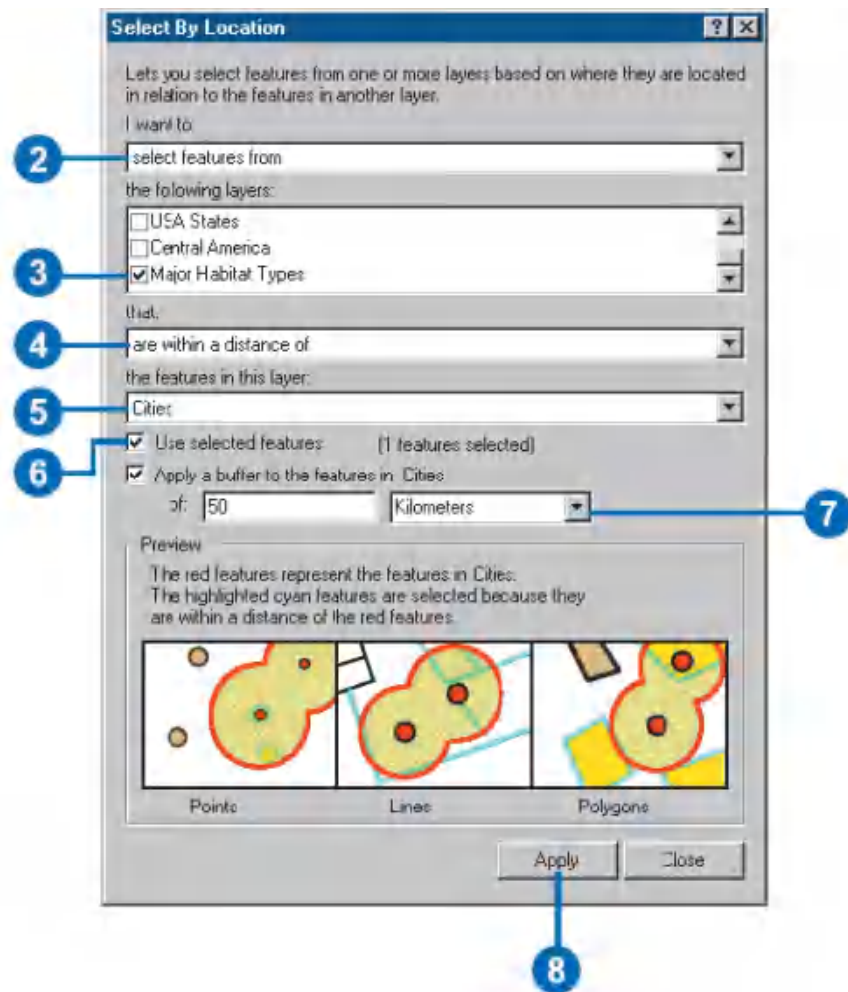 Select By Location
Lets you select features from one or more layers based on where they are located
in relation to the features in another layer.
I want to
2
select features from
the following layers:
USA States
Central America
3
Major Habitat Types
that:
4
are within a distance of
the features in this layer:
5
Cities
6
Use selected features (1 features selected)
Apply a buffer to the features in Cities
of: 50 Kilometers
7
Preview
The red features represent the features in Cities.
The highlighted cyan features are selected because they
are within a distance of the red features.
Points Lines Polygons
Apply Close
8